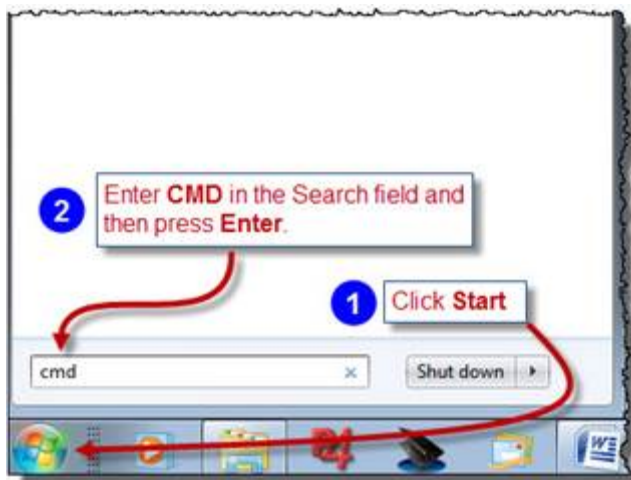 2
Enter CMD in the Search field and
then press Enter.
1
Click Start
cmd
Shut down
W